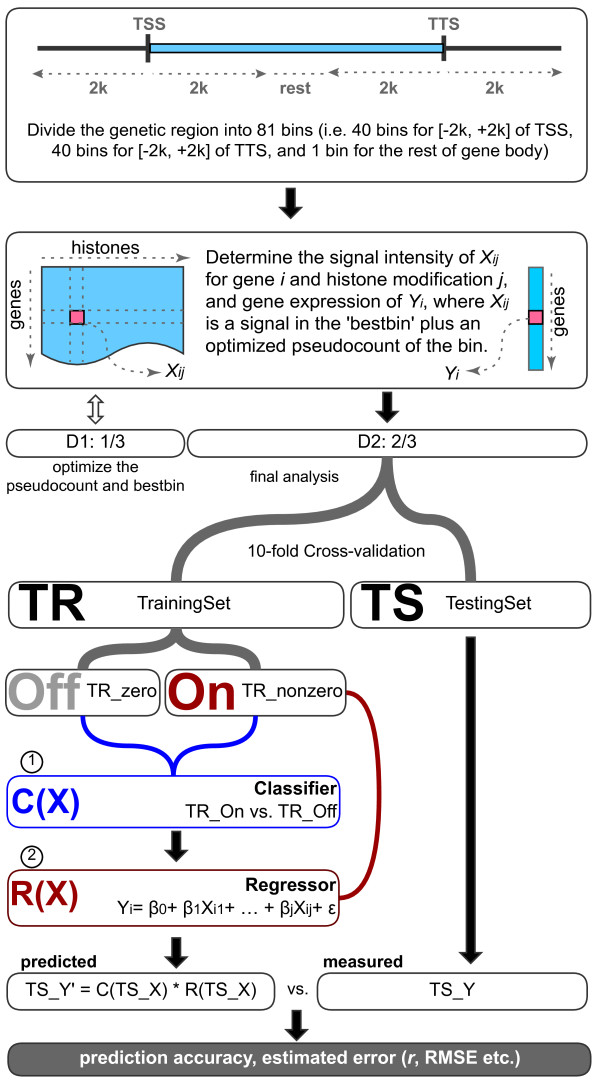 TSS TTS
2k 2k rest 2k 2k
Divide the genetic region into 81 bins (i.e. 40 bins for [-2k, +2k] of TSS,
40 bins for [-2k, +2k] of TTS, and 1 bin for the rest of gene body)
histones
genes
Xij
Determine the signal intensity of Xij
for gene i and histone modification j,
and gene expression of Yi, where Xij
is a signal in the 'bestbin' plus an
optimized pseudocount of the bin.
genes
Yi
D1: 1/3
D2: 2/3
optimize the
pseudocount and bestbin
final analysis
10-fold Cross-validation
TR TrainingSet
TS TestingSet
Off TR_zero
On TR_nonzero
1
C(X)
Classifier
TR_On vs. TR_Off
2
R(X)
Regressor
Yi= β0+ β1Xi1+ … + βjXij+ ε
predicted
measured
TS_Y' = C(TS_X) * R(TS_X)
vs.
TS_Y
prediction accuracy, estimated error (r, RMSE etc.)